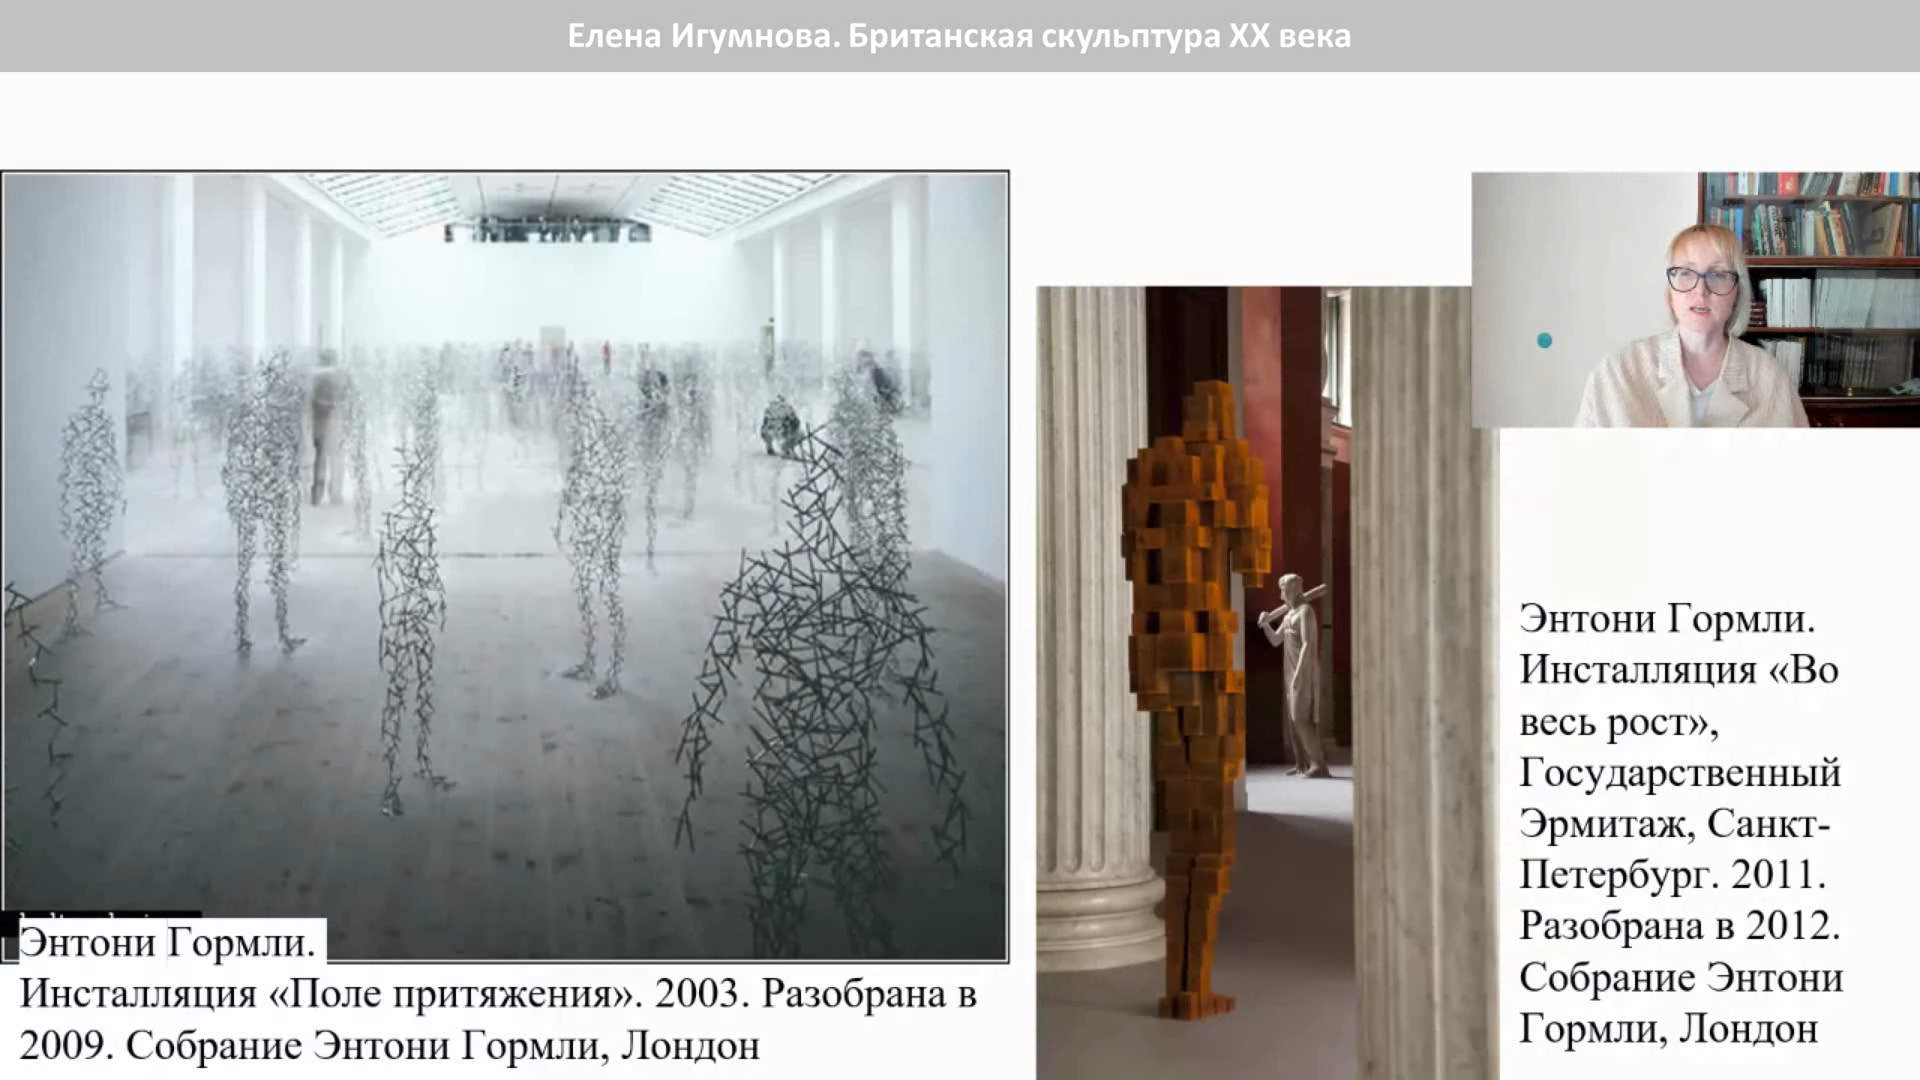 Елена Игумнова. Британская скульптура XX века
Энтони Гормли.
Инсталляция «Поле притяжения». 2003. Разобрана в
2009. Собрание Энтони Гормли, Лондон
Энтони Гормли.
Инсталляция «Во
весь рост»,
Государственный
Эрмитаж, Санкт-
Петербург. 2011.
Разобрана в 2012.
Собрание Энтони
Гормли, Лондон